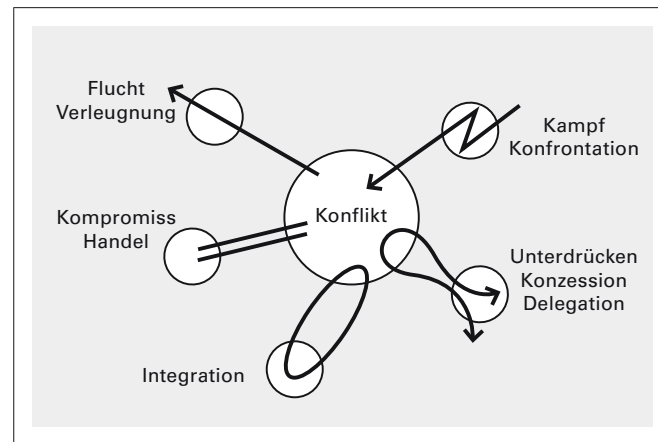 Flucht
Verleugnung
Kampf
Konfrontation
Kompromiss
Handel
Konflikt
Unterdrücken
Konzession
Delegation
Integration